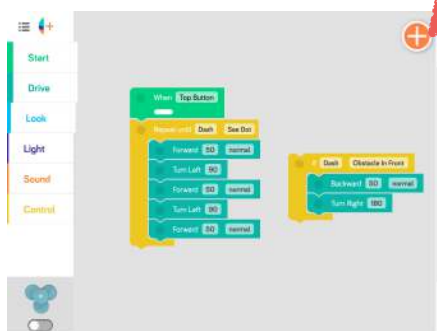 Start
Drive
Look
Light
Sound
Control
When Top Button
Repeat until Dash See Dot
Forward 50 normal
Turn Left 90
Forward 50 normal
Turn Left 90
Forward 50 normal
If Dash Obstacle In Front
Backward 50 normal
Turn Right 180